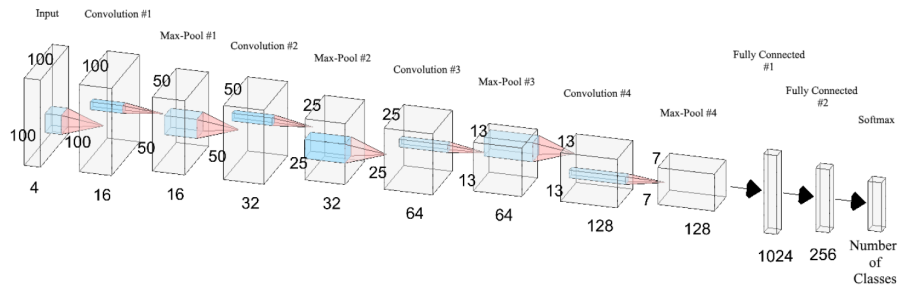 Input
100
100
4
Convolution #1
100
100
16
Max-Pool #1
50
50
16
Convolution #2
50
50
32
Max-Pool #2
25
25
32
Convolution #3
25
25
64
Max-Pool #3
13
13
64
Convolution #4
13
13
128
Max-Pool #4
7
7
128
Fully Connected
#1
1024
Fully Connected
#2
256
Softmax
Number
of
Classes